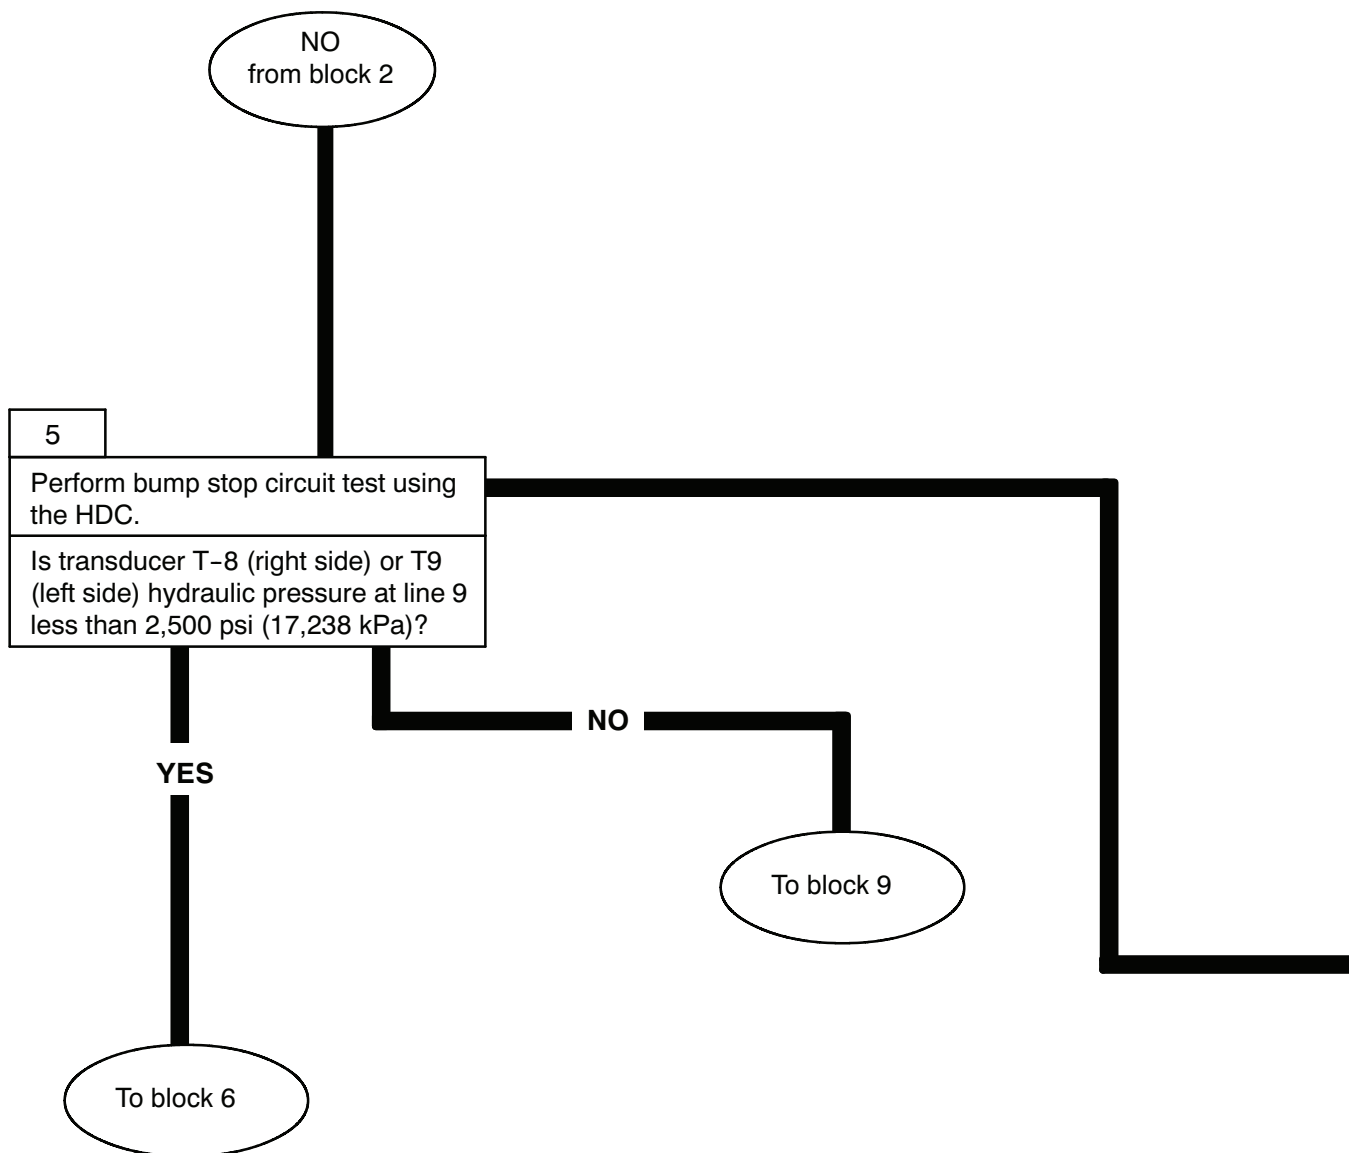 NO
from block 2
5
Perform bump stop circuit test using
the HDC.
Is transducer T-8 (right side) or T9
(left side) hydraulic pressure at line 9
less than 2,500 psi (17,238 kPa)?
NO
YES
To block 9
To block 6